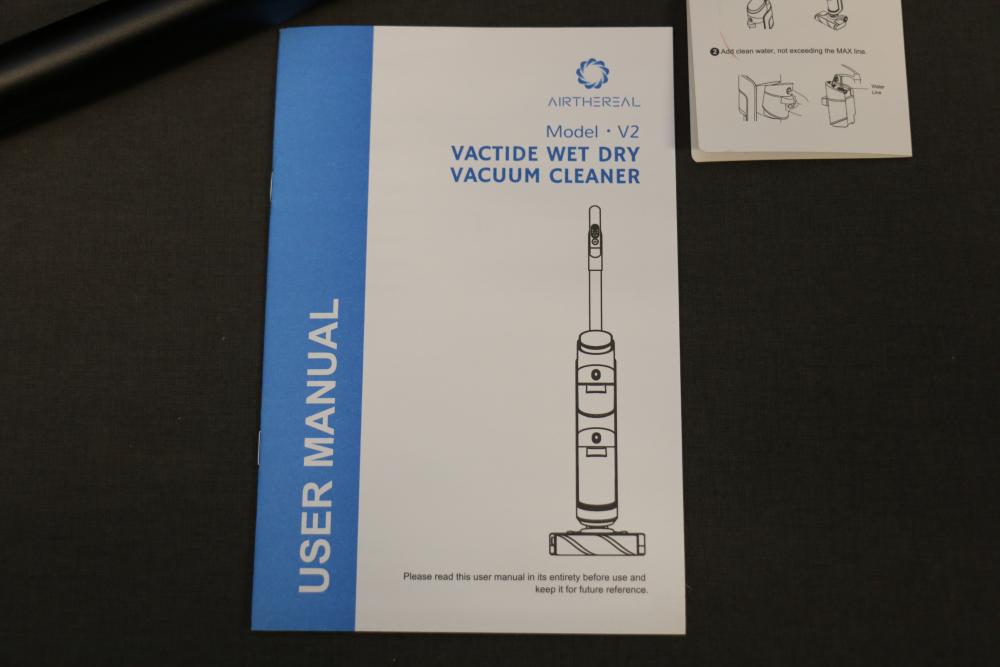 AIRTHEREAL
Model · V2
VACTIDE WET DRY
VACUUM CLEANER
USER MANUAL
Please read this user manual in its entirety before use and
keep it for future reference.
2 Add clean water, not exceeding the MAX line.
Water
Line